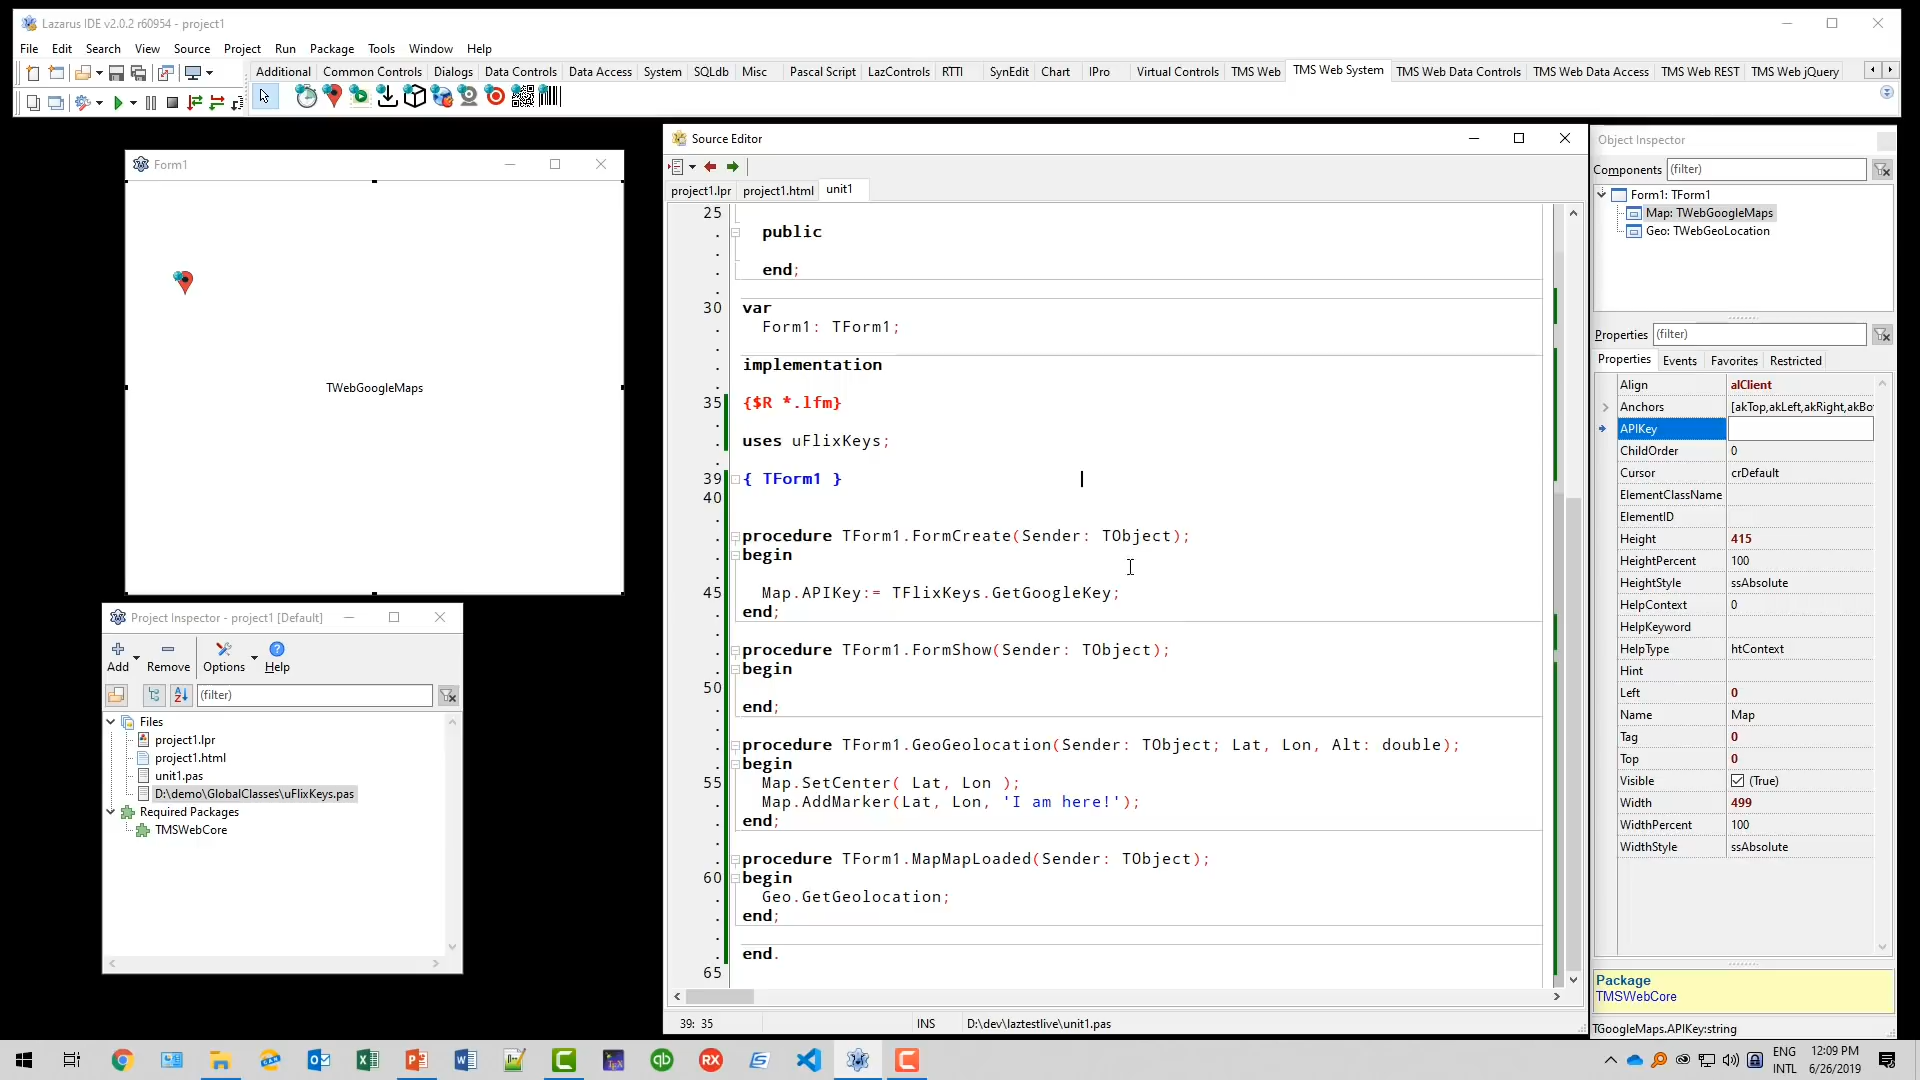 Lazarus IDE v2.0.2 r60954 - project1
File Edit Search View Source Project Run Package Tools Window Help
Additional Common Controls Dialogs Data Controls Data Access System SQLdb Misc Pascal Script LazControls RTTI SynEdit Chart IPro Virtual Controls TMS Web TMS Web System TMS Web Data Controls TMS Web Data Access TMS Web REST TMS Web jQuery
Form1
TWebGoogleMaps
Project Inspector - project1 [Default]
Add Remove Options Help
(filter)
Files
project1.lpr
project1.html
unit1.pas
D:\demo\GlobalClasses\uFlixKeys.pas
Required Packages
TMSWebCore
Source Editor
project1.lpr project1.html unit1
25
public
end;
30 var
Form1: TForm1;
implementation
35 {$R *.lfm}
uses uFlixKeys;
39 { TForm1 }
40
procedure TForm1.FormCreate(Sender: TObject);
begin
45 Map.APIKey:= TFlixKeys.GetGoogleKey;
end;
procedure TForm1.FormShow(Sender: TObject);
begin
50
end;
procedure TForm1.GeoGeolocation(Sender: TObject; Lat, Lon, Alt: double);
begin
55 Map.SetCenter( Lat, Lon );
Map.AddMarker(Lat, Lon, 'I am here!');
end;
procedure TForm1.MapMapLoaded(Sender: TObject);
60 begin
Geo.GetGeolocation;
end;
end.
65
39: 35 INS D:\dev\laztestlive\unit1.pas
Object Inspector
Components (filter)
Form1: TForm1
Map: TWebGoogleMaps
Geo: TWebGeoLocation
Properties (filter)
Properties Events Favorites Restricted
Align alClient
Anchors [akTop,akLeft,akRight,akBo
APIKey
ChildOrder 0
Cursor crDefault
ElementClassName
ElementID
Height 415
HeightPercent 100
HeightStyle ssAbsolute
HelpContext 0
HelpKeyword
HelpType htContext
Hint
Left 0
Name Map
Tag 0
Top 0
Visible (True)
Width 499
WidthPercent 100
WidthStyle ssAbsolute
Package
TMSWebCore
TGoogleMaps.APIKey:string
ENG
INTL
12:09 PM
6/26/2019